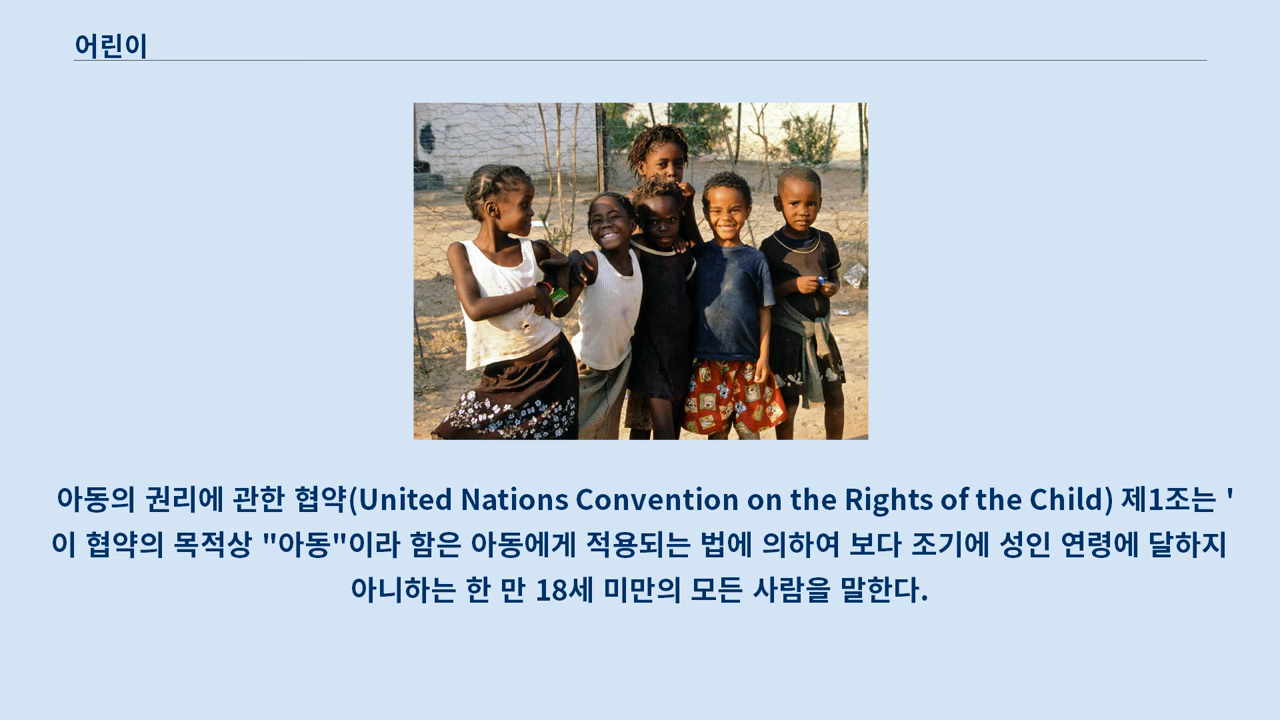 어린이
아동의 권리에 관한 협약(United Nations Convention on the Rights of the Child) 제1조는 '
이 협약의 목적상 "아동"이라 함은 아동에게 적용되는 법에 의하여 보다 조기에 성인 연령에 달하지
아니하는 한 만 18세 미만의 모든 사람을 말한다.